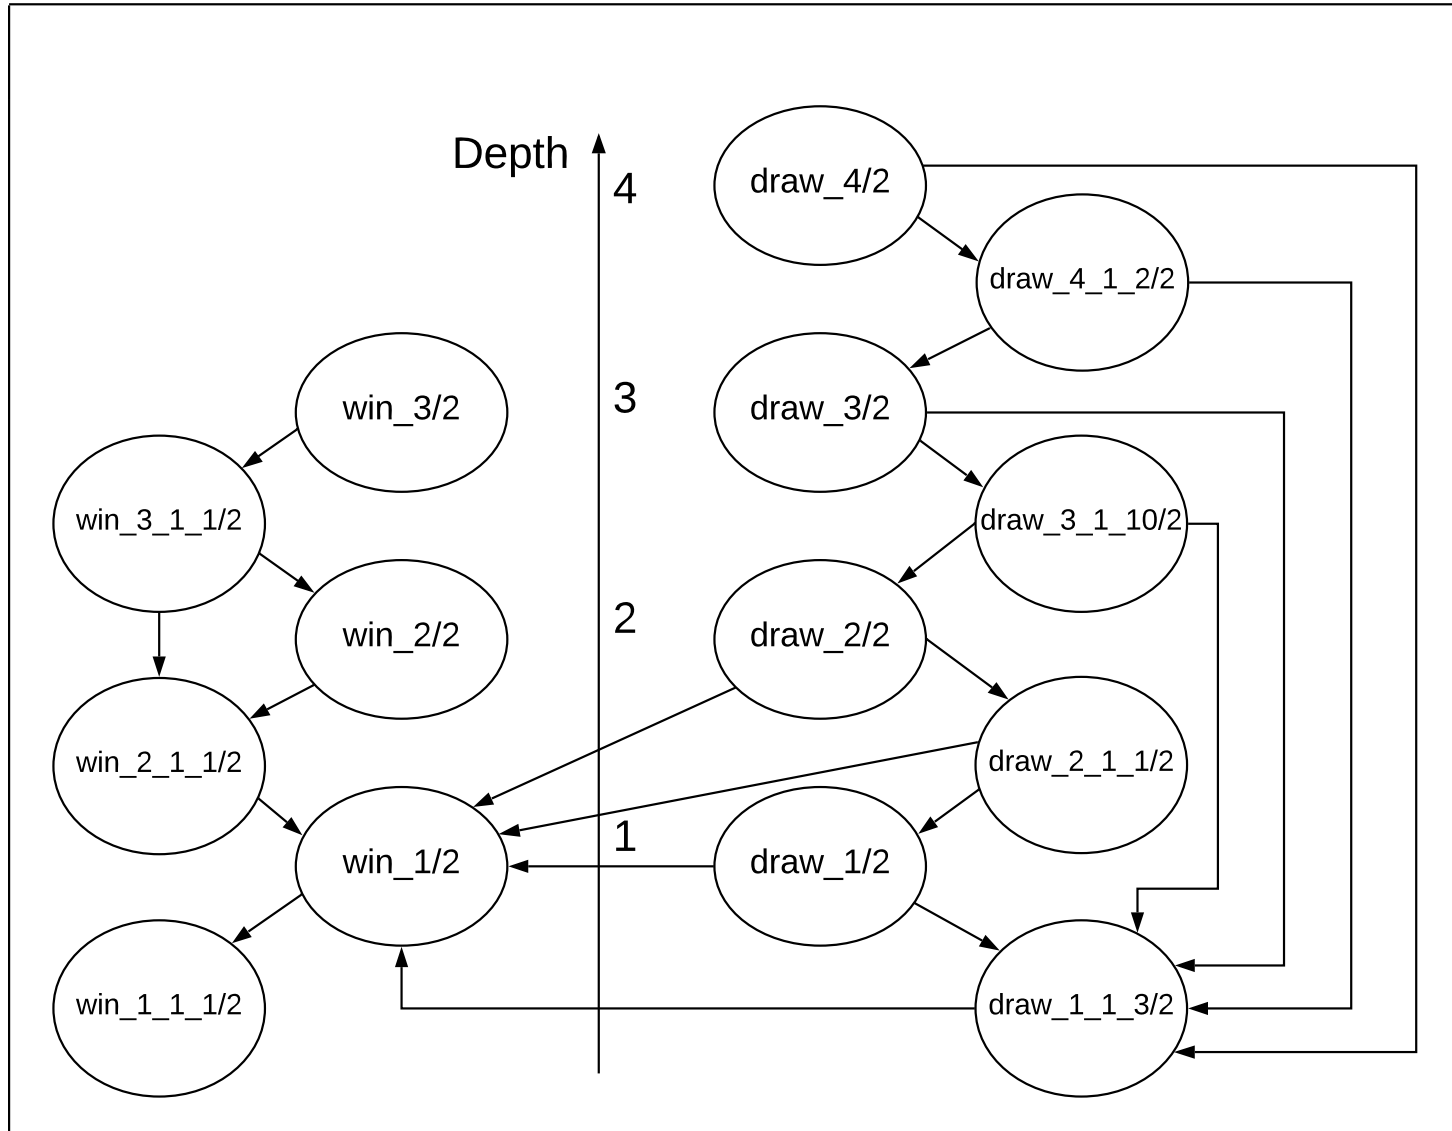 Depth
4
draw_4/2
draw_4_1_2/2
win_3/2
3
draw_3/2
win_3_1_1/2
draw_3_1_10/2
win_2/2
2
draw_2/2
win_2_1_1/2
draw_2_1_1/2
win_1/2
1
draw_1/2
win_1_1_1/2
draw_1_1_3/2